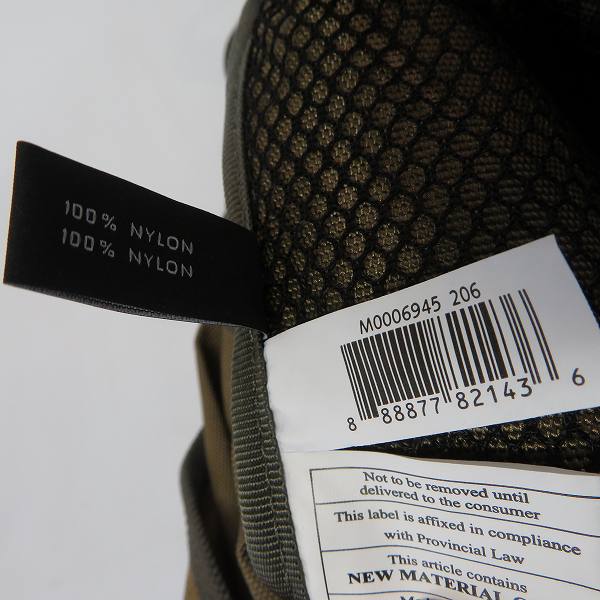 100% NYLON
100% NYLON
M0006945 206
8 88877 82143 6
Not to be removed until
delivered to the consumer
This label is affixed in compliance
with Provincial Law
This article contains
NEW MATERIAL